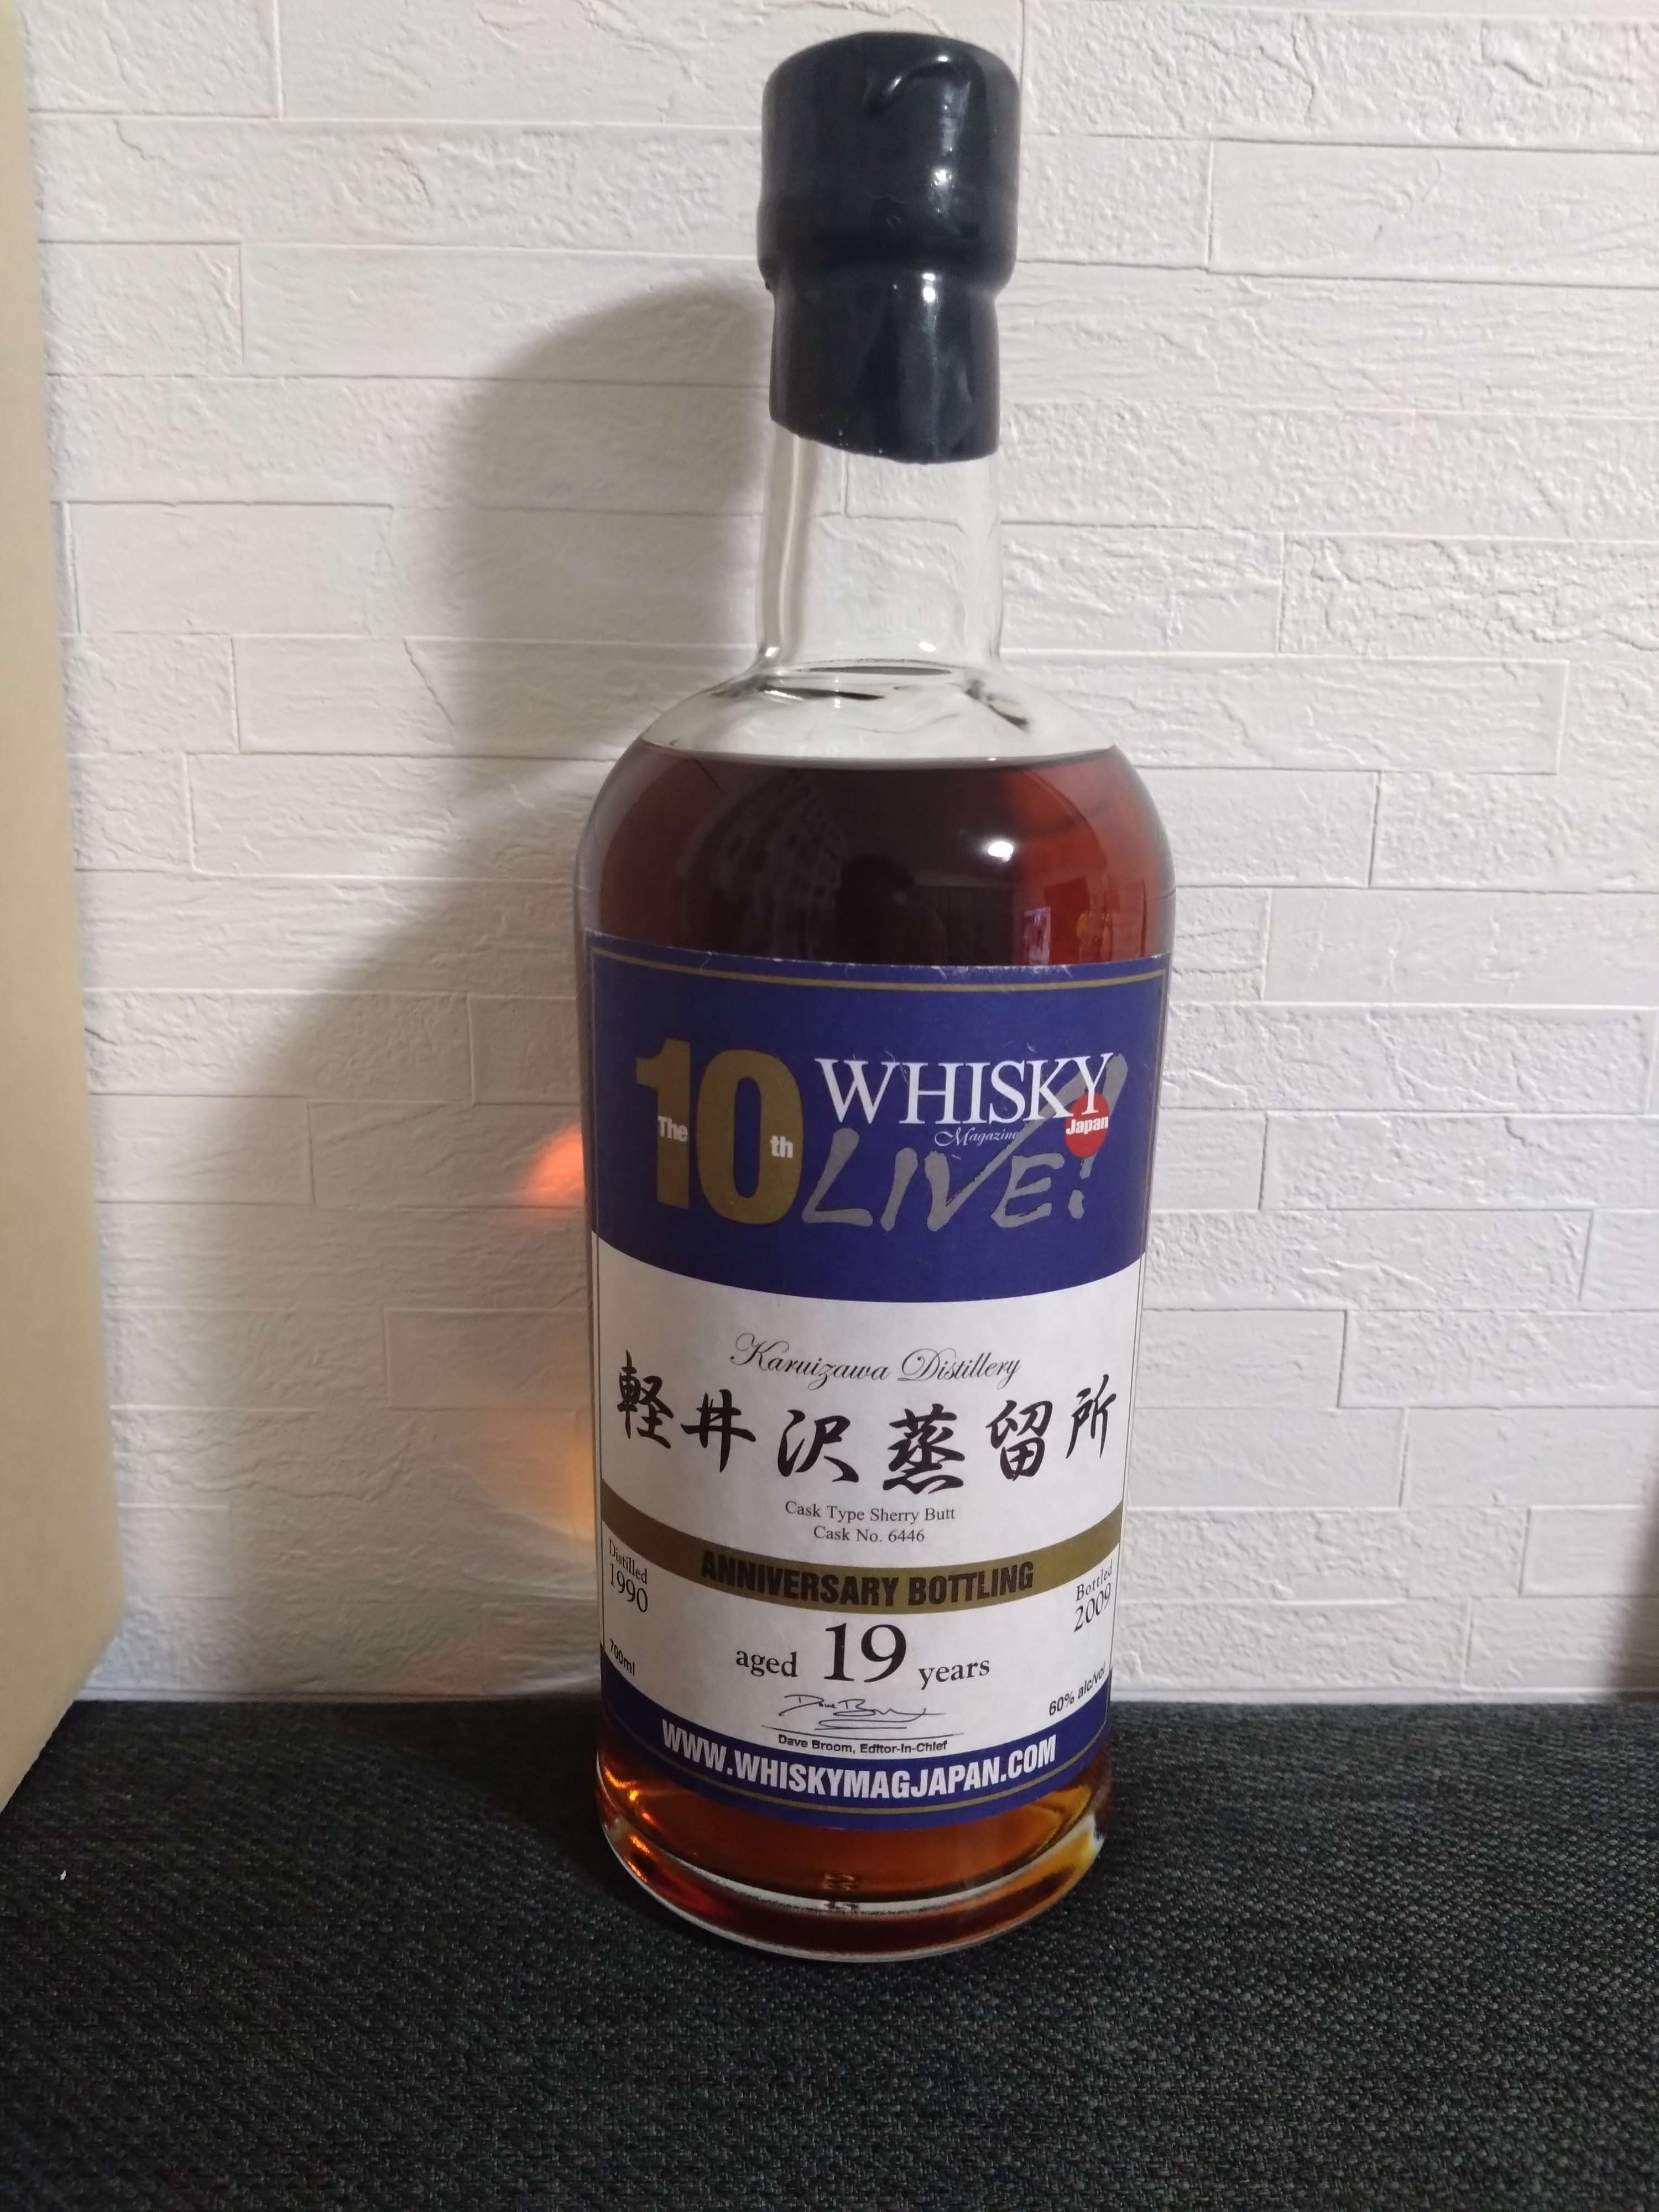 The 10th WHISKY
Magazine Japan
LIVE!
Karuizawa Distillery
軽井沢蒸留所
Cask Type Sherry Butt
Cask No. 6446
ANNIVERSARY BOTTLING
Distilled
1990
Bottled
2009
aged 19 years
700ml
60% alc/vol
Dave Broom, Editor-In-Chief
WWW.WHISKYMAGJAPAN.COM